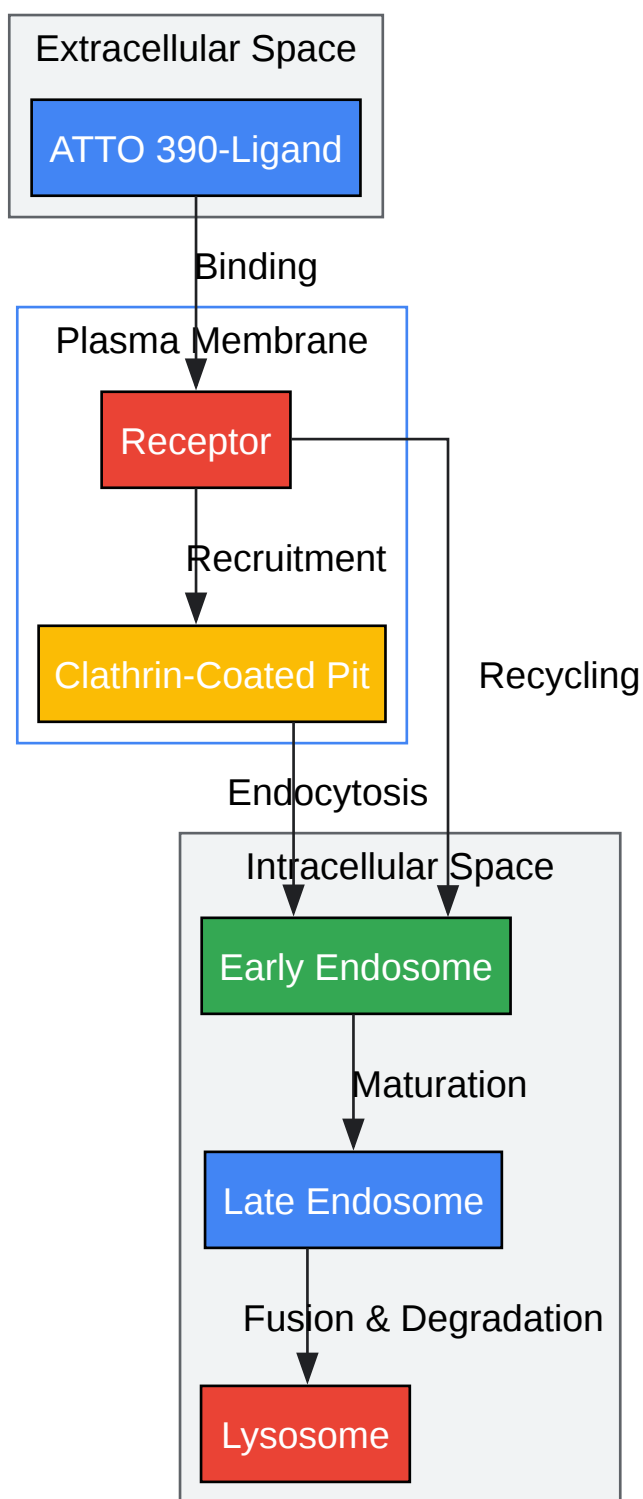 Extracellular Space
ATTO 390-Ligand
Binding
Plasma Membrane
Receptor
Recruitment
Clathrin-Coated Pit
Recycling
Endocytosis
Intracellular Space
Early Endosome
Maturation
Late Endosome
Fusion & Degradation
Lysosome